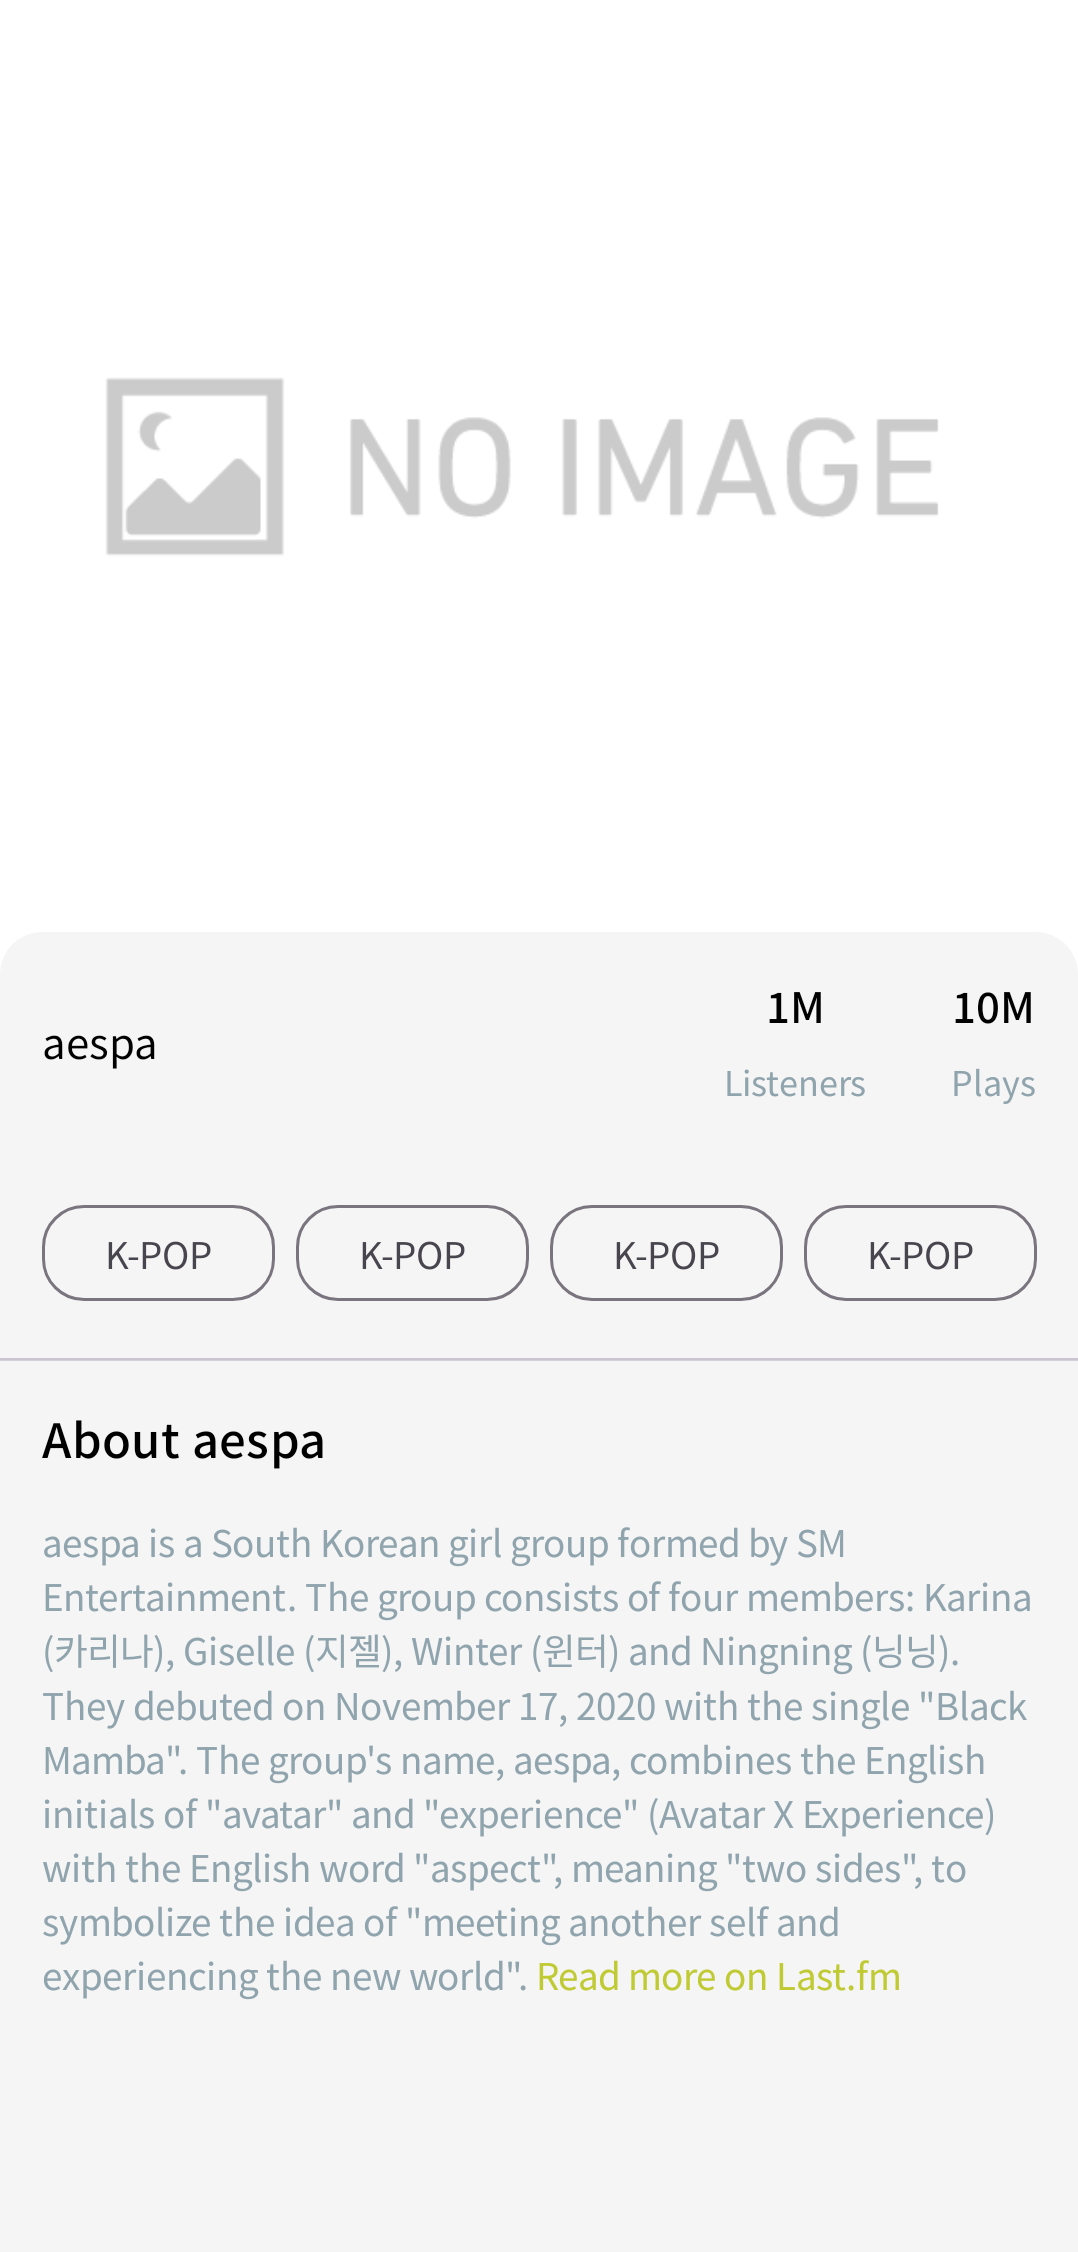 NO IMAGE
aespa
1M
Listeners
10M
Plays
K-POP
K-POP
K-POP
K-POP
About aespa
aespa is a South Korean girl group formed by SM
Entertainment. The group consists of four members: Karina
(카리나), Giselle (지젤), Winter (윈터) and Ningning (닝닝).
They debuted on November 17, 2020 with the single "Black
Mamba". The group's name, aespa, combines the English
initials of "avatar" and "experience" (Avatar X Experience)
with the English word "aspect", meaning "two sides", to
symbolize the idea of "meeting another self and
experiencing the new world". Read more on Last.fm